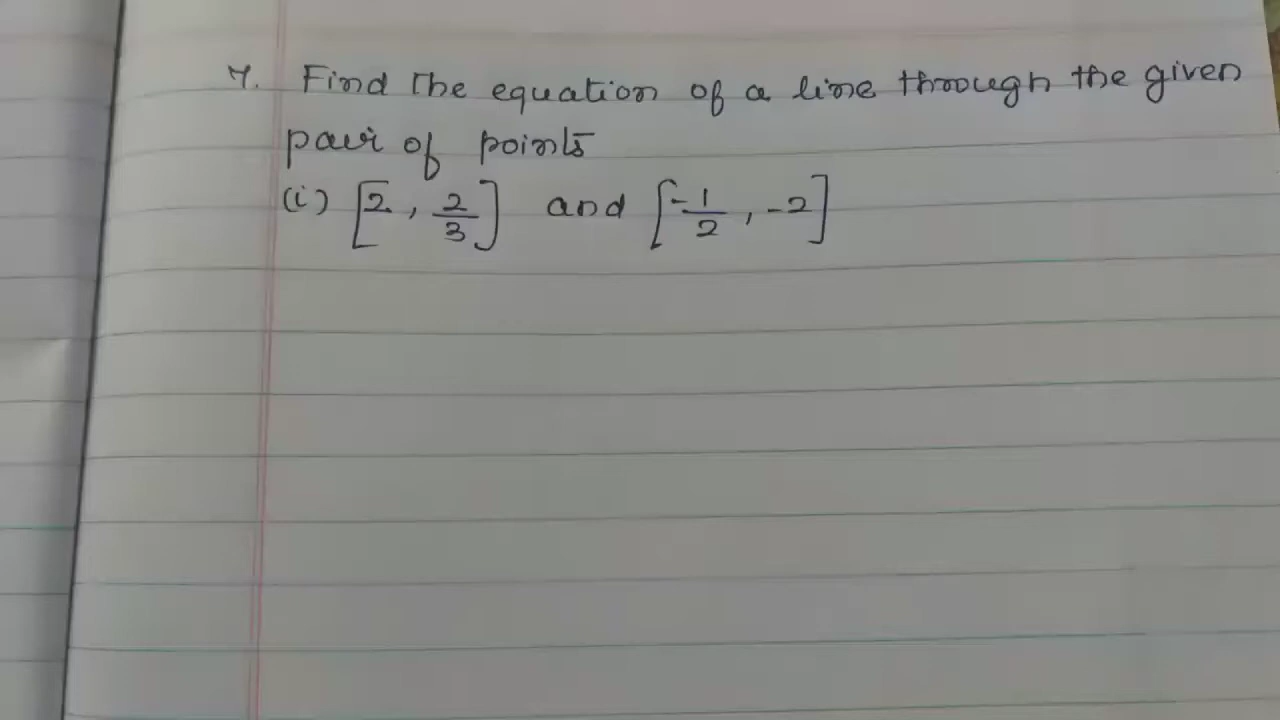 7. Find The equation of a line through the given
pair of points
(i) [2, 2/3] and [-1/2, -2]